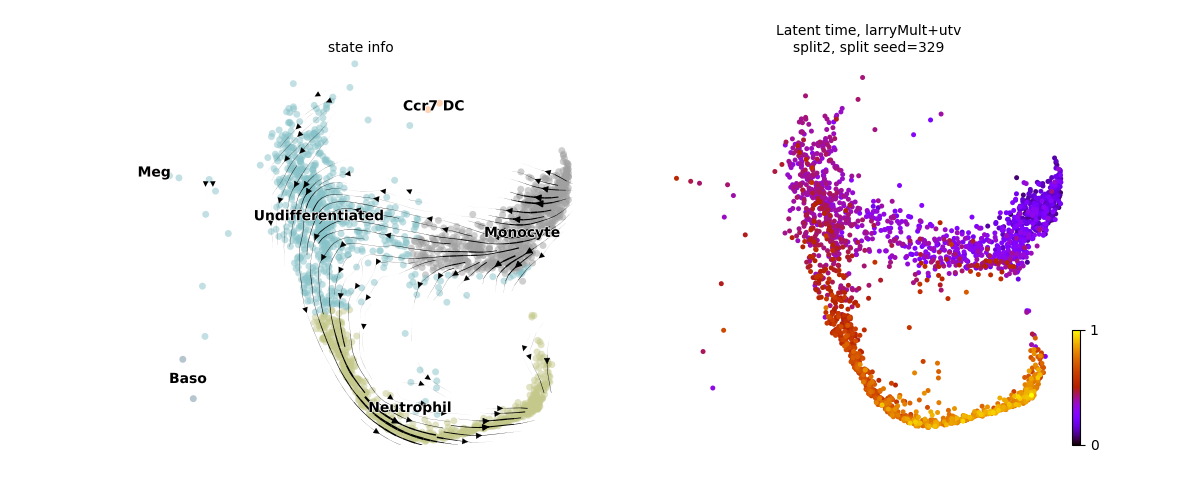 state info
Ccr7 DC
Meg
Undifferentiated
Monocyte
Baso
Neutrophil
Latent time, larryMult+utv
split2, split seed=329
1
0